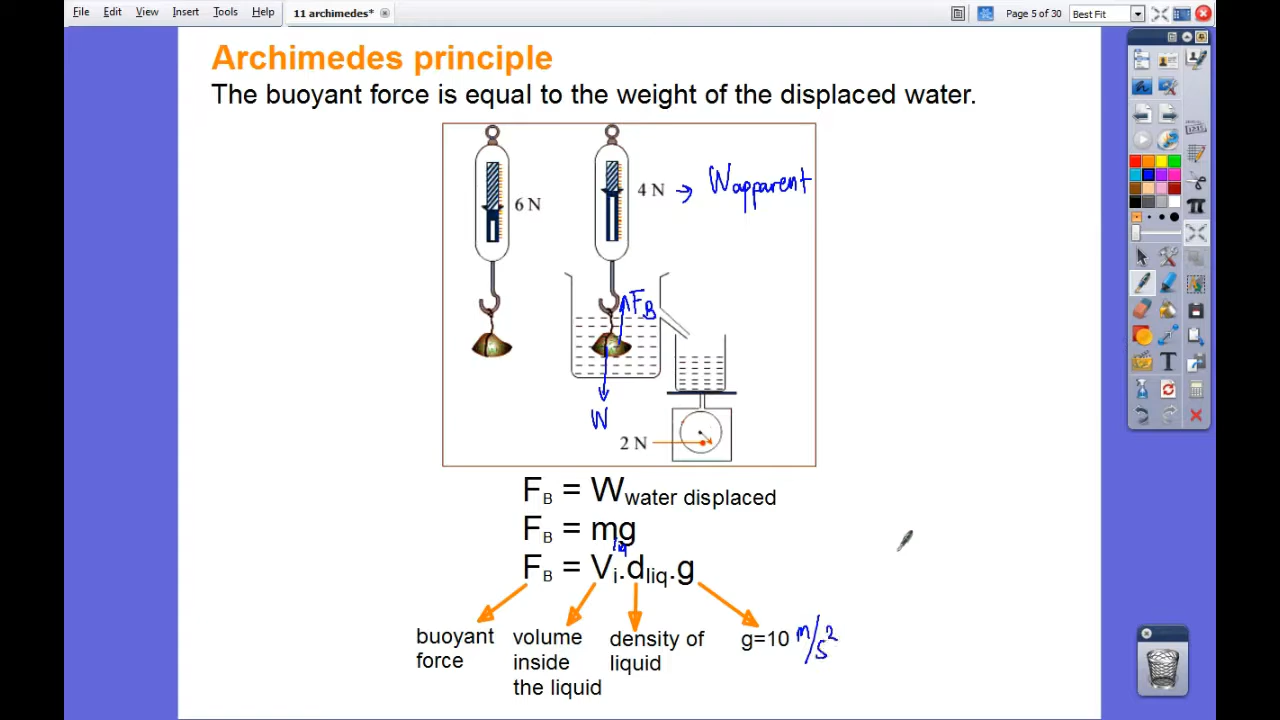 File Edit View Insert Tools Help 11 archimedes* Page 5 of 30 Best Fit
Archimedes principle
The buoyant force is equal to the weight of the displaced water.
6 N
4 N → Wapparent
FB
W
2 N
FB = Wwater displaced
FB = mg
liq
FB = Vi.dliq.g
buoyant force
volume inside the liquid
density of liquid
g=10 m/s2